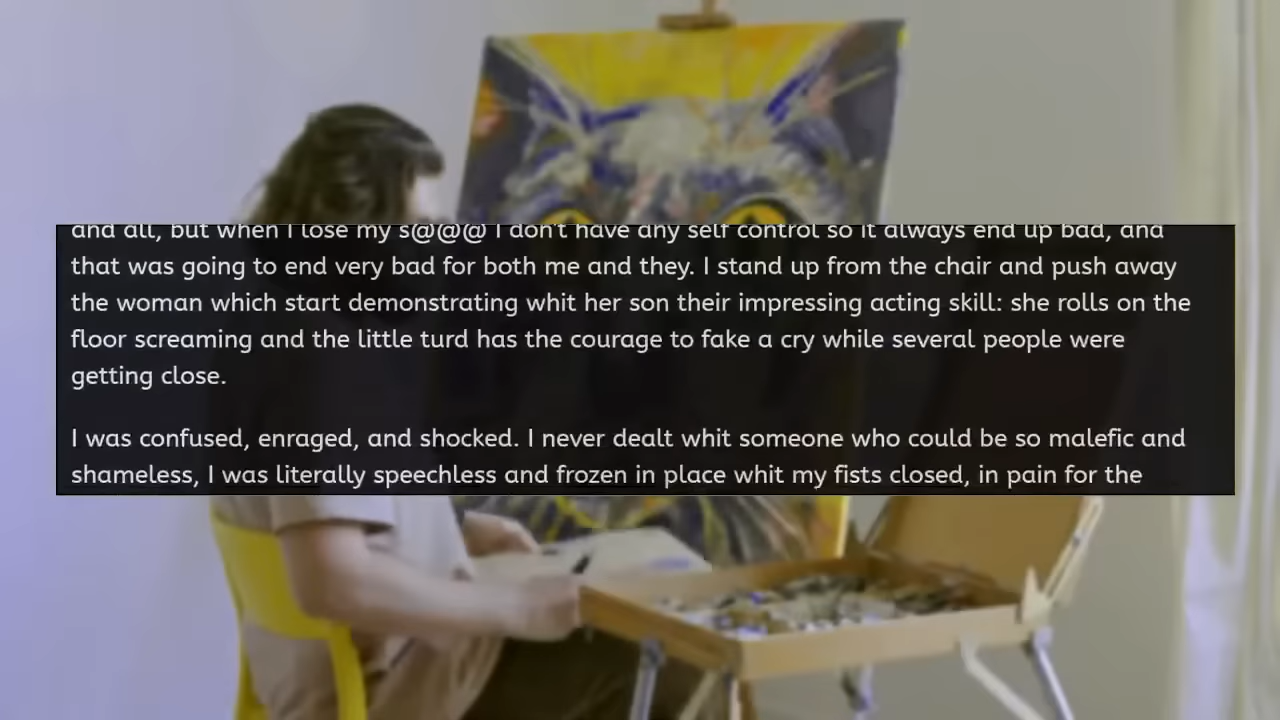 and all, but when I lose my s@@@ I don't have any self control so it always end up bad, and
that was going to end very bad for both me and they. I stand up from the chair and push away
the woman which start demonstrating whit her son their impressing acting skill: she rolls on the
floor screaming and the little turd has the courage to fake a cry while several people were
getting close.
I was confused, enraged, and shocked. I never dealt whit someone who could be so malefic and
shameless, I was literally speechless and frozen in place whit my fists closed, in pain for the